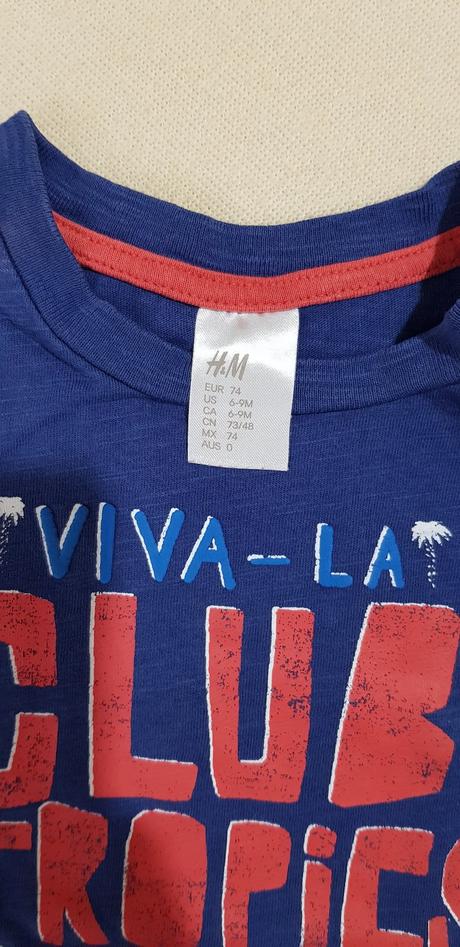 H&M
EUR 74
US 6-9M
CA 6-9M
CN 73/48
MX 74
AUS 0
VIVA-LA
CLUB
TROPICS